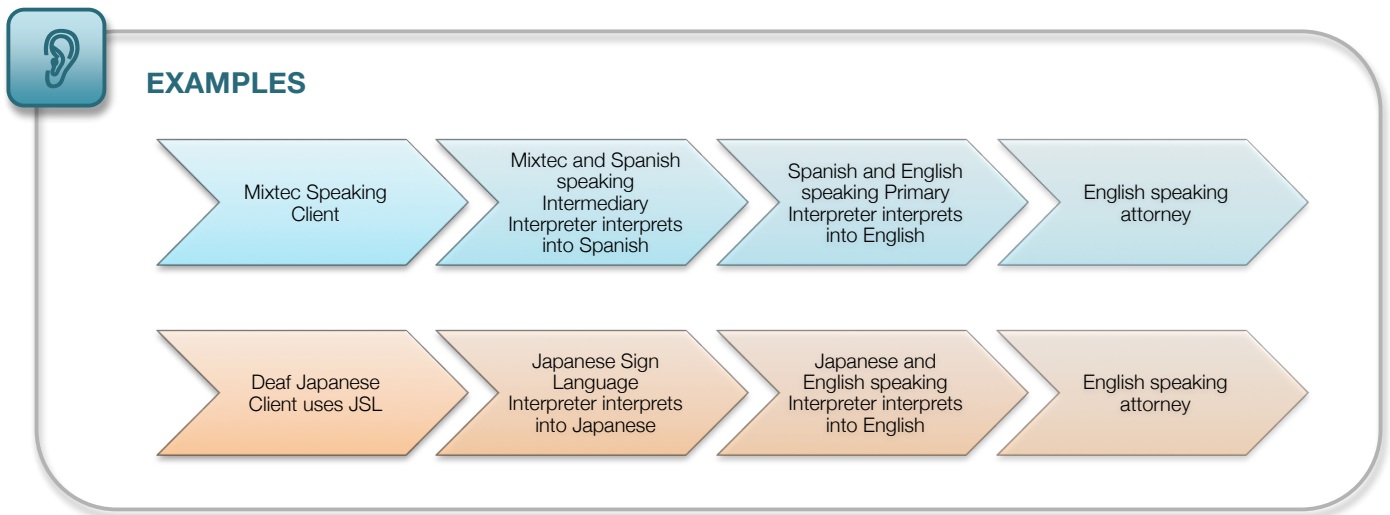 EXAMPLES
Mixtec Speaking
Client
Mixtec and Spanish
speaking
Intermediary
Interpreter interprets
into Spanish
Spanish and English
speaking Primary
Interpreter interprets
into English
English speaking
attorney
Deaf Japanese
Client uses JSL
Japanese Sign
Language
Interpreter interprets
into Japanese
Japanese and
English speaking
Interpreter interprets
into English
English speaking
attorney